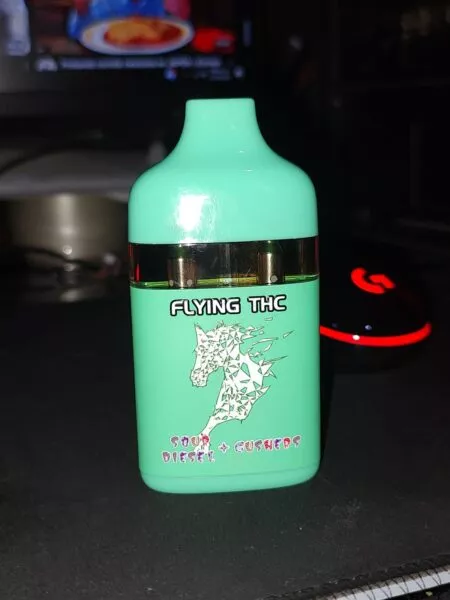 FLYING THC
SOUR
DIESEL + GUSHERS